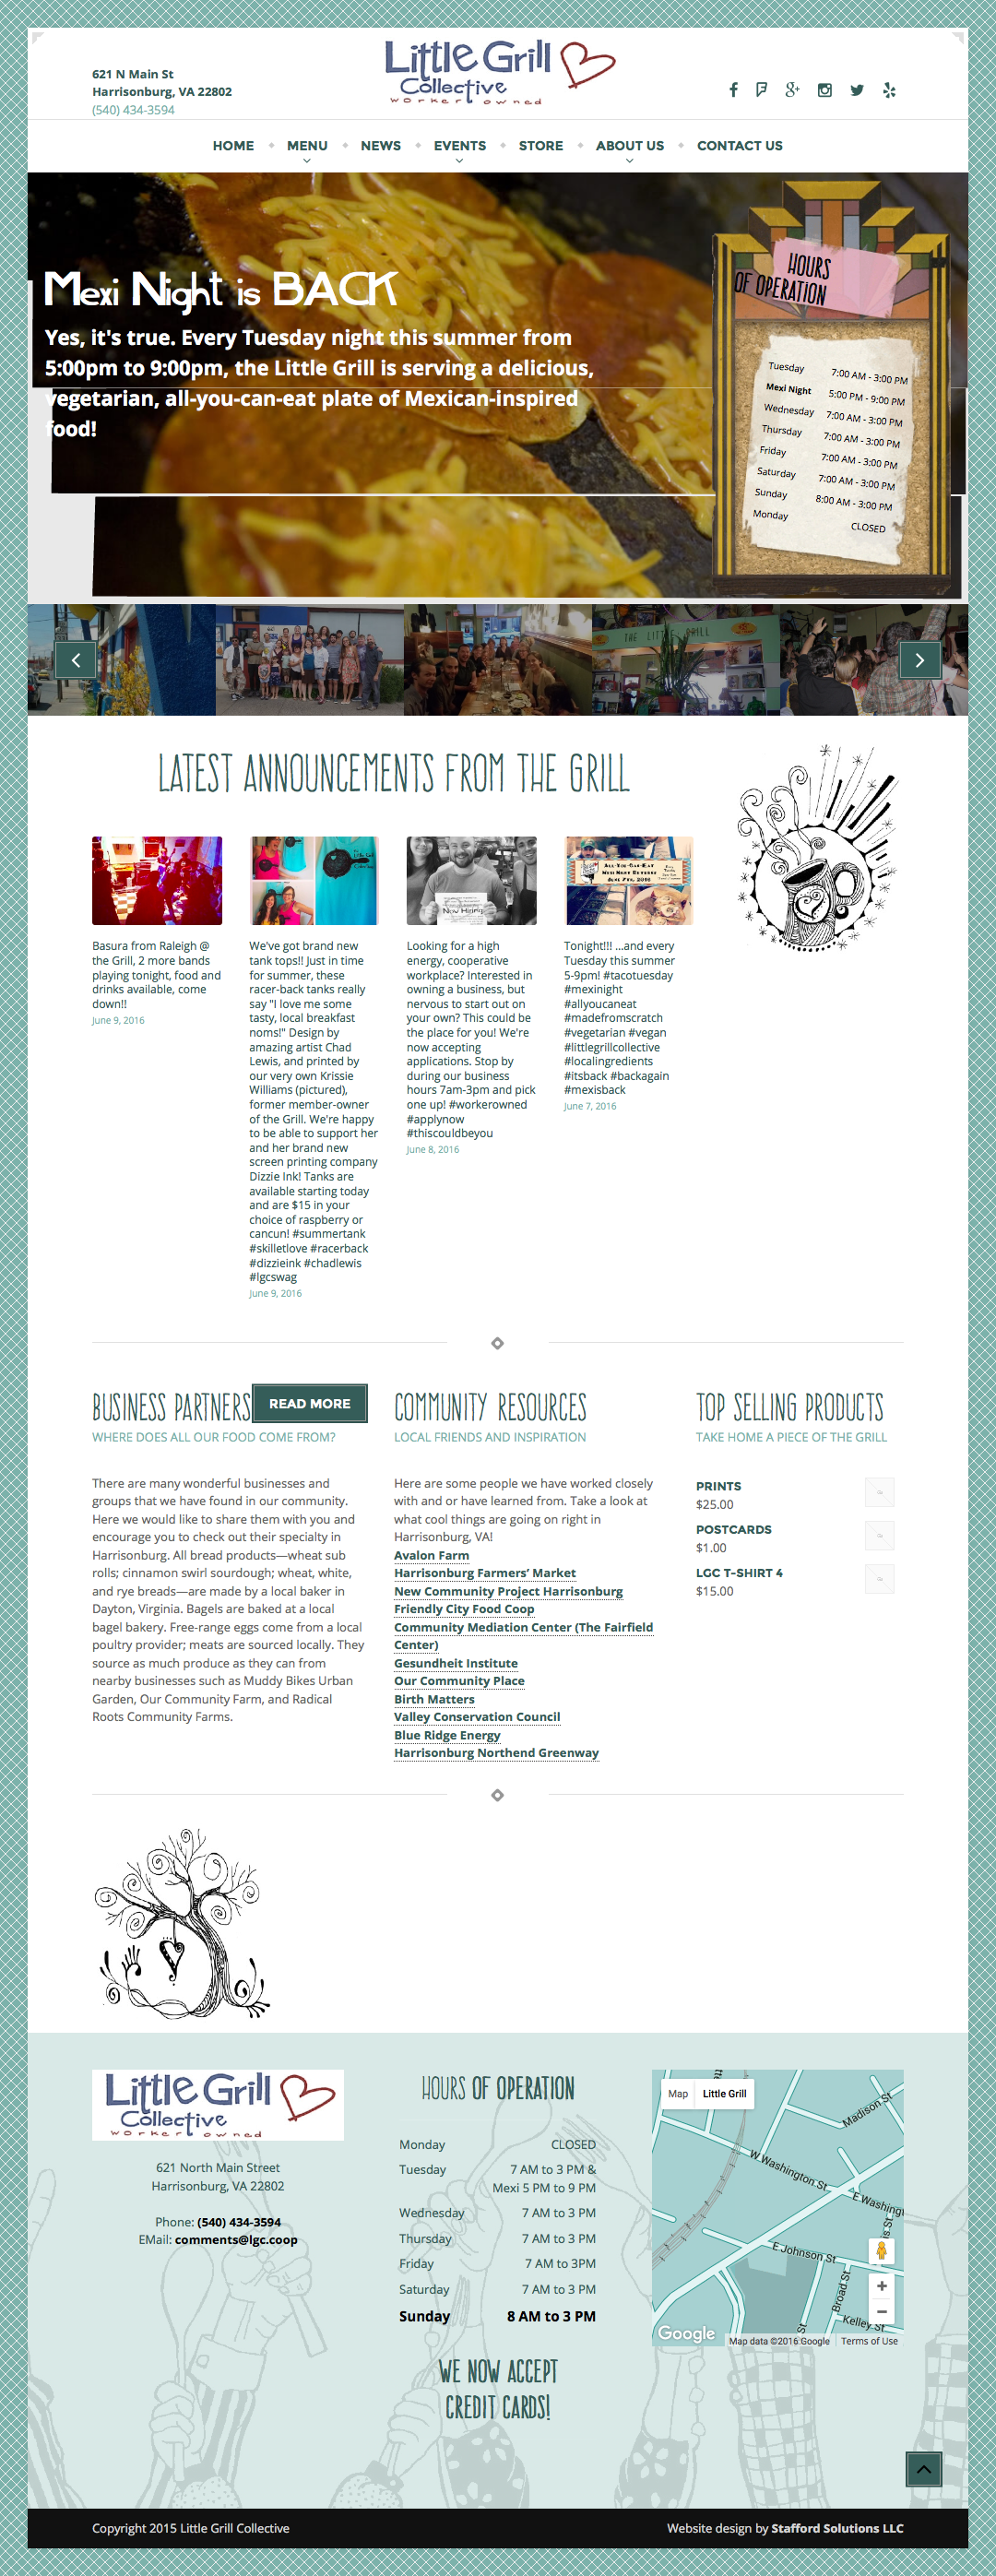 621 N Main St
Harrisonburg, VA 22802
(540) 434-3594
Little Grill
Collective
worker owned
HOME
MENU
NEWS
EVENTS
STORE
ABOUT US
CONTACT US
Mexi Night is BACK
Yes, it's true. Every Tuesday night this summer from
5:00pm to 9:00pm, the Little Grill is serving a delicious,
vegetarian, all-you-can-eat plate of Mexican-inspired
food!
HOURS
OF OPERATION
Tuesday 7:00 AM - 3:00 PM
Mexi Night 5:00 PM - 9:00 PM
Wednesday 7:00 AM - 3:00 PM
Thursday 7:00 AM - 3:00 PM
Friday 7:00 AM - 3:00 PM
Saturday 7:00 AM - 3:00 PM
Sunday 8:00 AM - 3:00 PM
Monday CLOSED
THE LITTLE GRILL
LATEST ANNOUNCEMENTS FROM THE GRILL
Basura from Raleigh @
the Grill, 2 more bands
playing tonight, food and
drinks available, come
down!!
June 9, 2016
We've got brand new
tank tops!! Just in time
for summer, these
racer-back tanks really
say "I love me some
tasty, local breakfast
noms!" Design by
amazing artist Chad
Lewis, and printed by
our very own Krissie
Williams (pictured),
former member-owner
of the Grill. We're happy
to be able to support her
and her brand new
screen printing company
Dizzie Ink! Tanks are
available starting today
and are $15 in your
choice of raspberry or
cancun! #summertank
#skilletlove #racerback
#dizzieink #chadlewis
#lgcswag
June 9, 2016
Now Hiring
Looking for a high
energy, cooperative
workplace? Interested in
owning a business, but
nervous to start out on
your own? This could be
the place for you! We're
now accepting
applications. Stop by
during our business
hours 7am-3pm and pick
one up! #workerowned
#applynow
#thiscouldbeyou
June 8, 2016
ALL-YOU-CAN-EAT
MEXI NIGHT RETURNS
JUNE 7TH, 2016
Tonight!!! ...and every
Tuesday this summer
5-9pm! #tacotuesday
#mexinight
#allyoucaneat
#madefromscratch
#vegetarian #vegan
#littlegrillcollective
#localingredients
#itsback #backagain
#mexisback
June 7, 2016
BUSINESS PARTNERS
READ MORE
WHERE DOES ALL OUR FOOD COME FROM?
There are many wonderful businesses and
groups that we have found in our community.
Here we would like to share them with you and
encourage you to check out their specialty in
Harrisonburg. All bread products—wheat sub
rolls; cinnamon swirl sourdough; wheat, white,
and rye breads—are made by a local baker in
Dayton, Virginia. Bagels are baked at a local
bagel bakery. Free-range eggs come from a local
poultry provider; meats are sourced locally. They
source as much produce as they can from
nearby businesses such as Muddy Bikes Urban
Garden, Our Community Farm, and Radical
Roots Community Farms.
COMMUNITY RESOURCES
LOCAL FRIENDS AND INSPIRATION
Here are some people we have worked closely
with and or have learned from. Take a look at
what cool things are going on right in
Harrisonburg, VA!
Avalon Farm
Harrisonburg Farmers' Market
New Community Project Harrisonburg
Friendly City Food Coop
Community Mediation Center (The Fairfield
Center)
Gesundheit Institute
Our Community Place
Birth Matters
Valley Conservation Council
Blue Ridge Energy
Harrisonburg Northend Greenway
TOP SELLING PRODUCTS
TAKE HOME A PIECE OF THE GRILL
PRINTS
$25.00
POSTCARDS
$1.00
LGC T-SHIRT 4
$15.00
Little Grill
Collective
worker owned
621 North Main Street
Harrisonburg, VA 22802
Phone: (540) 434-3594
EMail: comments@lgc.coop
HOURS OF OPERATION
Monday CLOSED
Tuesday 7 AM to 3 PM &
Mexi 5 PM to 9 PM
Wednesday 7 AM to 3 PM
Thursday 7 AM to 3 PM
Friday 7 AM to 3PM
Saturday 7 AM to 3 PM
Sunday 8 AM to 3 PM
WE NOW ACCEPT
CREDIT CARDS!
Map
Little Grill
Madison St
W Washington St
E Washingt
E Johnson St
Broad St
Kelley St
Google
Map data ©2016 Google
Terms of Use
Copyright 2015 Little Grill Collective
Website design by Stafford Solutions LLC